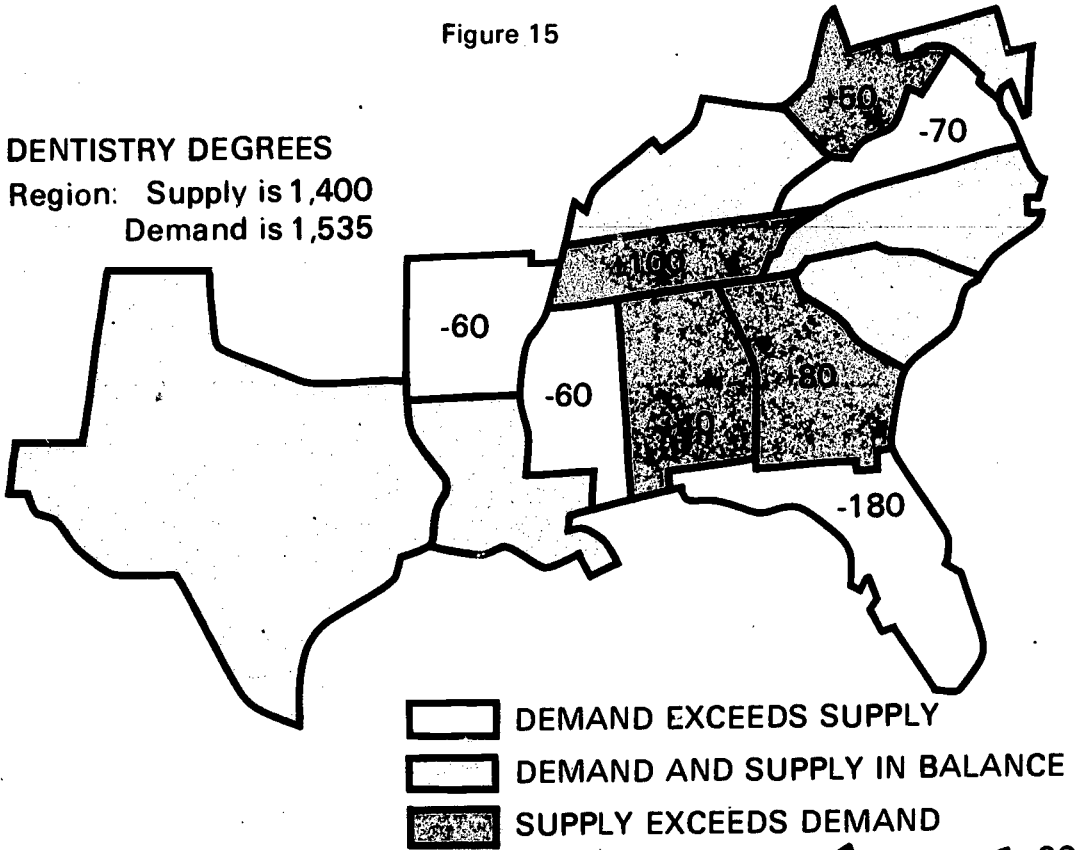 Figure 15
DENTISTRY DEGREES
Region: Supply is 1,400
Demand is 1,535
-70
+100
-60
-60
+80
-180
DEMAND EXCEEDS SUPPLY
DEMAND AND SUPPLY IN BALANCE
SUPPLY EXCEEDS DEMAND